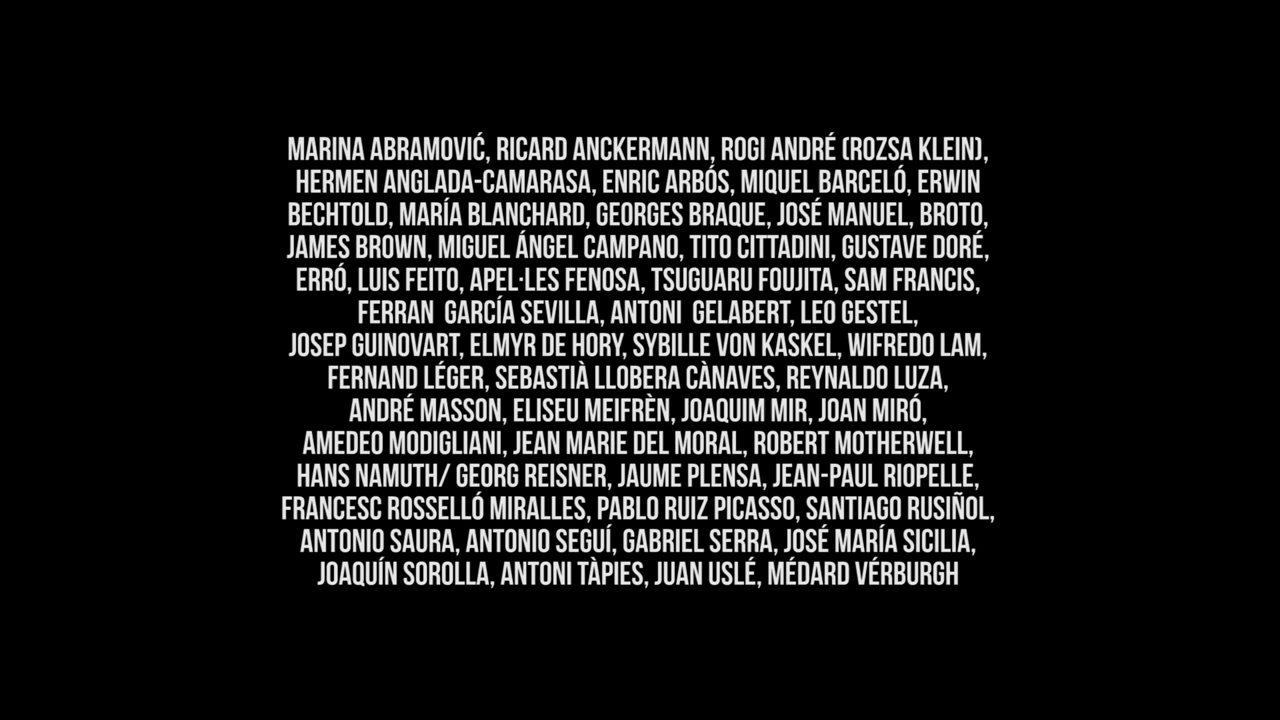 MARINA ABRAMOVIĆ, RICARD ANCKERMANN, ROGI ANDRÉ (ROZSA KLEIN),
HERMEN ANGLADA-CAMARASA, ENRIC ARBÓS, MIQUEL BARCELÓ, ERWIN
BECHTOLD, MARÍA BLANCHARD, GEORGES BRAQUE, JOSÉ MANUEL, BROTO,
JAMES BROWN, MIGUEL ÁNGEL CAMPANO, TITO CITTADINI, GUSTAVE DORÉ,
ERRÓ, LUIS FEITO, APEL·LES FENOSA, TSUGUARU FOUJITA, SAM FRANCIS,
FERRAN  GARCÍA SEVILLA, ANTONI  GELABERT, LEO GESTEL,
JOSEP GUINOVART, ELMYR DE HORY, SYBILLE VON KASKEL, WIFREDO LAM,
FERNAND LÉGER, SEBASTIÀ LLOBERA CÀNAVES, REYNALDO LUZA,
ANDRÉ MASSON, ELISEU MEIFRÈN, JOAQUIM MIR, JOAN MIRÓ,
AMEDEO MODIGLIANI, JEAN MARIE DEL MORAL, ROBERT MOTHERWELL,
HANS NAMUTH/ GEORG REISNER, JAUME PLENSA, JEAN-PAUL RIOPELLE,
FRANCESC ROSSELLÓ MIRALLES, PABLO RUIZ PICASSO, SANTIAGO RUSIÑOL,
ANTONIO SAURA, ANTONIO SEGUÍ, GABRIEL SERRA, JOSÉ MARÍA SICILIA,
JOAQUÍN SOROLLA, ANTONI TÀPIES, JUAN USLÉ, MÉDARD VÉRBURGH